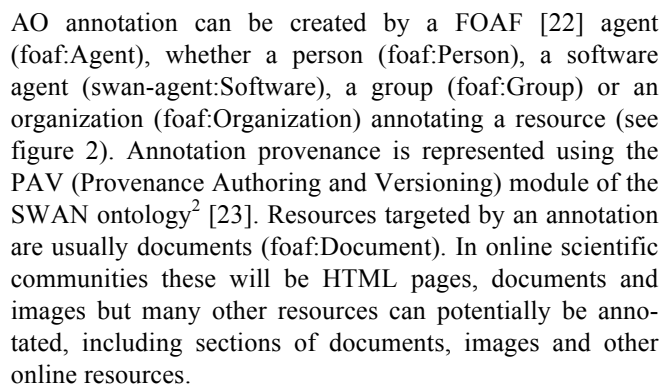 AO annotation can be created by a FOAF [22] agent
(foaf:Agent), whether a person (foaf:Person), a software
agent (swan-agent:Software), a group (foaf:Group) or an
organization (foaf:Organization) annotating a resource (see
figure 2). Annotation provenance is represented using the
PAV (Provenance Authoring and Versioning) module of the
SWAN ontology² [23]. Resources targeted by an annotation
are usually documents (foaf:Document). In online scientific
communities these will be HTML pages, documents and
images but many other resources can potentially be anno-
tated, including sections of documents, images and other
online resources.